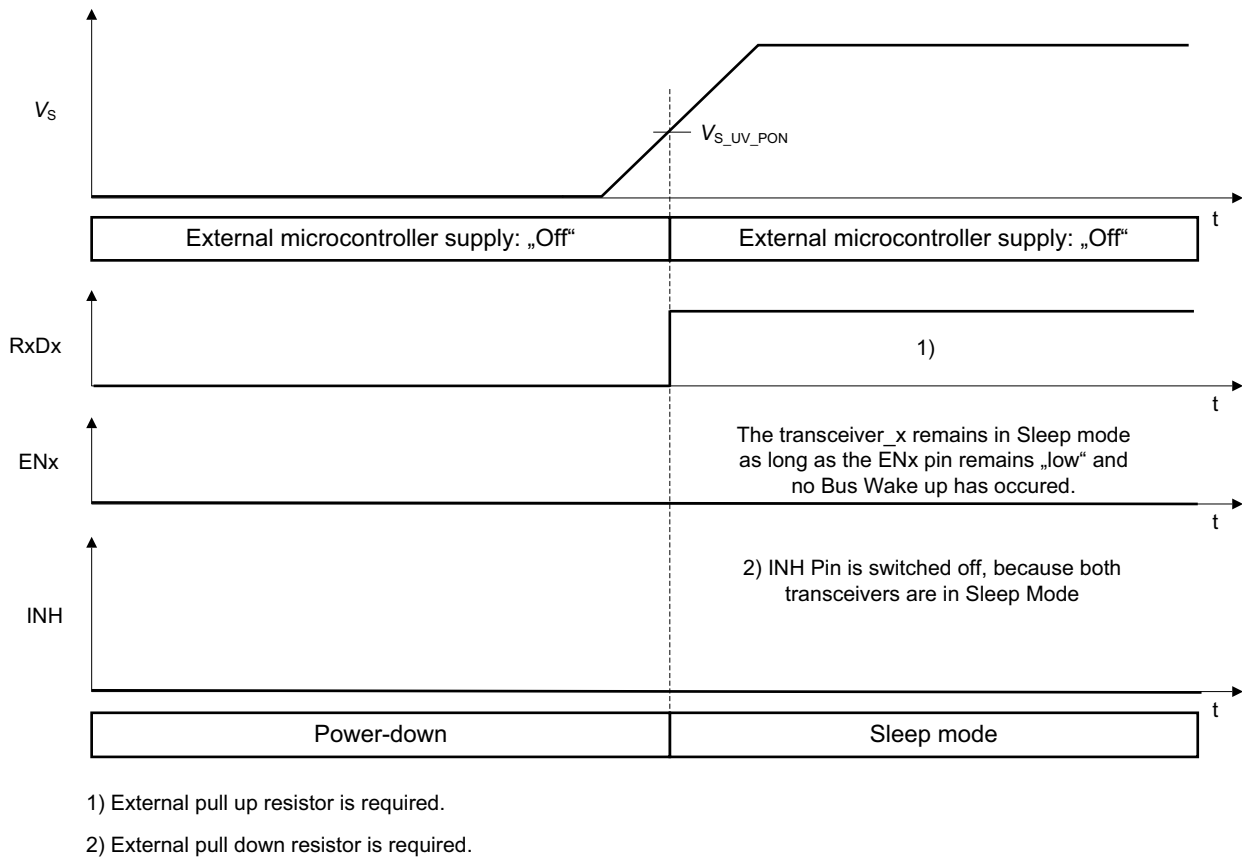 VS
VS_UV_PON
t
External microcontroller supply: „Off“
External microcontroller supply: „Off“
RxDx
1)
t
ENx
The transceiver_x remains in Sleep mode
as long as the ENx pin remains „low“ and
no Bus Wake up has occured.
t
INH
2) INH Pin is switched off, because both
transceivers are in Sleep Mode
t
Power-down
Sleep mode
1) External pull up resistor is required.
2) External pull down resistor is required.